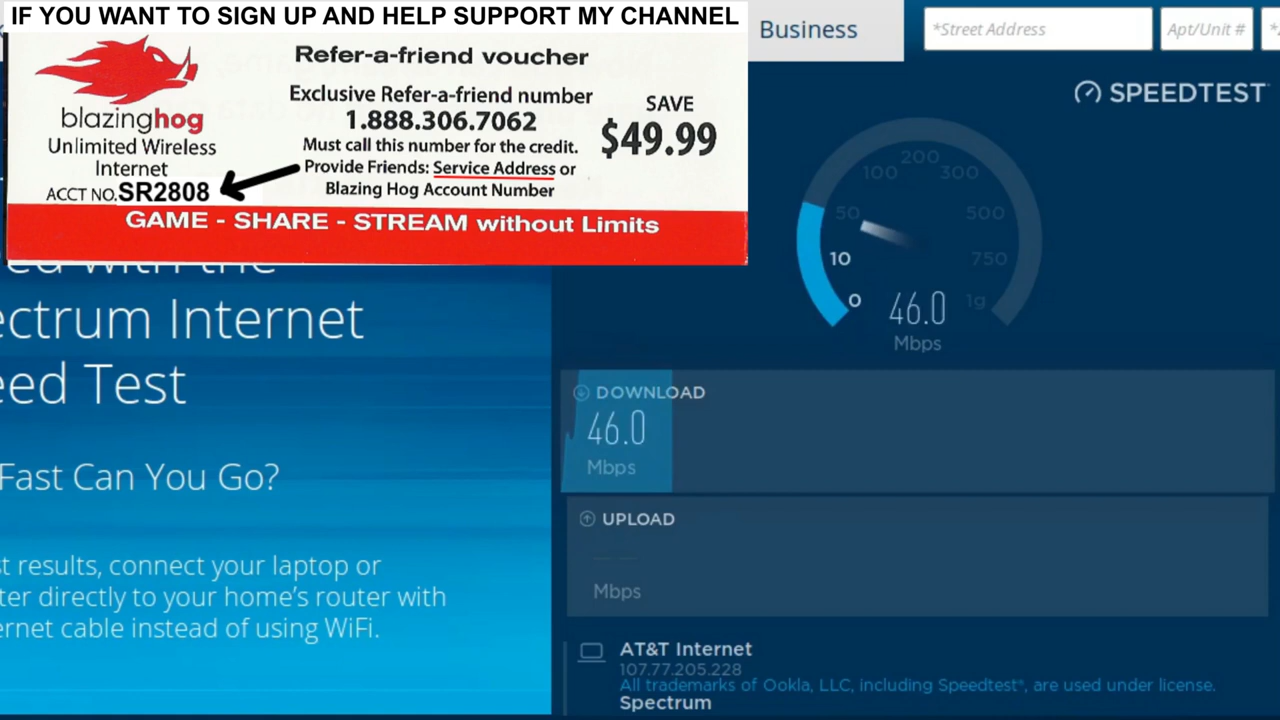 IF YOU WANT TO SIGN UP AND HELP SUPPORT MY CHANNEL
Refer-a-friend voucher
blazinghog
Unlimited Wireless
Internet
ACCT NO.SR2808
Exclusive Refer-a-friend number
1.888.306.7062
Must call this number for the credit.
Provide Friends: Service Address or
Blazing Hog Account Number
SAVE
$49.99
GAME - SHARE - STREAM without Limits
Business
*Street Address
Apt/Unit #
SPEEDTEST
0
10
50
100
200
300
500
750
1g
46.0
Mbps
with the
Internet
Test
Fast Can You Go?
results, connect your laptop or
directly to your home's router with
cable instead of using WiFi.
DOWNLOAD
46.0
Mbps
UPLOAD
Mbps
AT&T Internet
107.77.205.228
All trademarks of Ookla, LLC, including Speedtest®, are used under license.
Spectrum